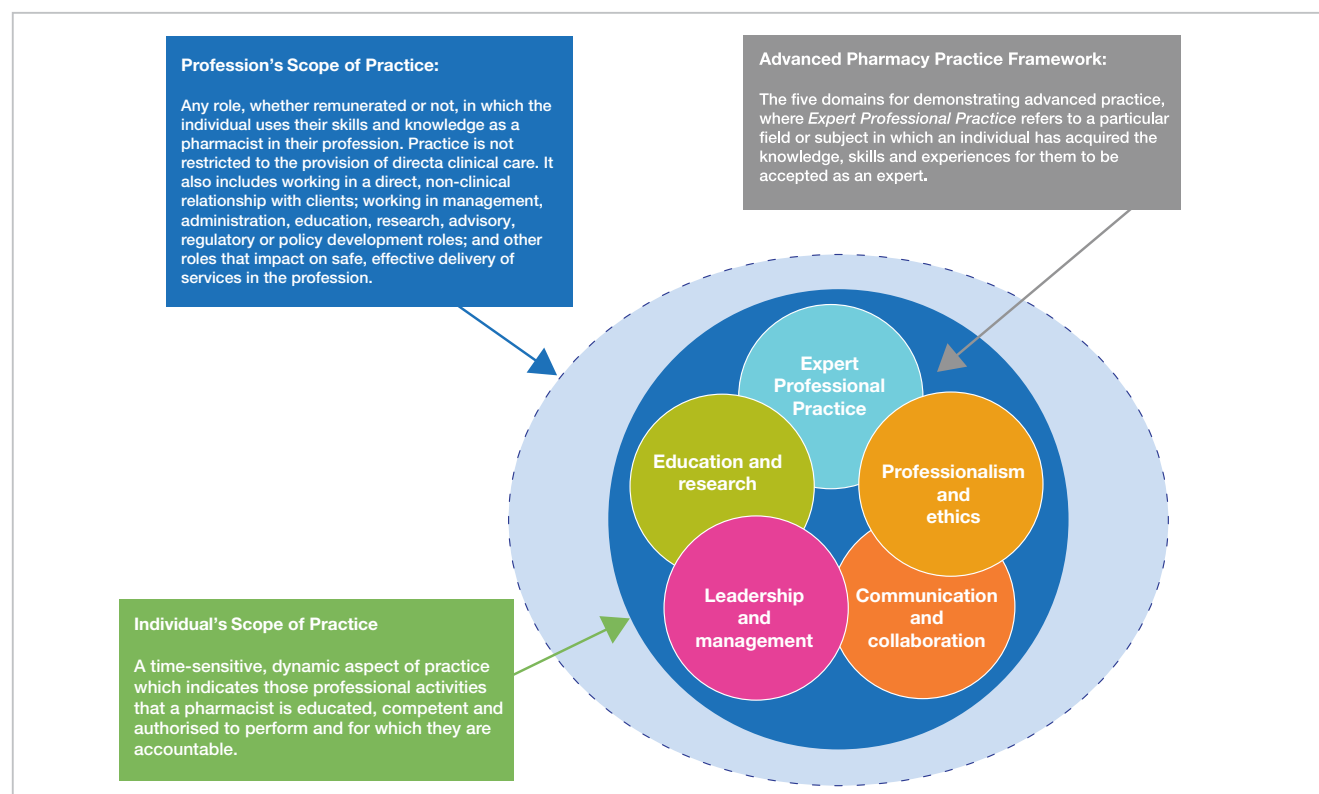 Profession's Scope of Practice:
Any role, whether remunerated or not, in which the
individual uses their skills and knowledge as a
pharmacist in their profession. Practice is not
restricted to the provision of directa clinical care. It
also includes working in a direct, non-clinical
relationship with clients; working in management,
administration, education, research, advisory,
regulatory or policy development roles; and other
roles that impact on safe, effective delivery of
services in the profession.
Advanced Pharmacy Practice Framework:
The five domains for demonstrating advanced practice,
where Expert Professional Practice refers to a particular
field or subject in which an individual has acquired the
knowledge, skills and experiences for them to be
accepted as an expert.
Expert
Professional
Practice
Education and
research
Professionalism
and
ethics
Leadership
and
management
Communication
and
collaboration
Individual's Scope of Practice
A time-sensitive, dynamic aspect of practice
which indicates those professional activities
that a pharmacist is educated, competent and
authorised to perform and for which they are
accountable.